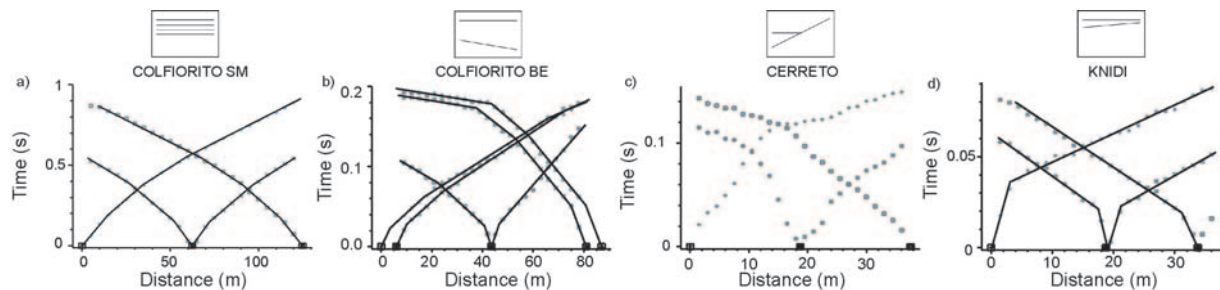 COLFIORITO SM
COLFIORITO BE
CERRETO
KNIDI
a)
1
0.5
0
Time (s)
0 50 100
Distance (m)
b)
0.2
0.1
0.0
Time (s)
0 20 40 60 80
Distance (m)
c)
0.1
0
Time (s)
0 10 20 30
Distance (m)
d)
0.05
0
Time (s)
0 10 20 30
Distance (m)